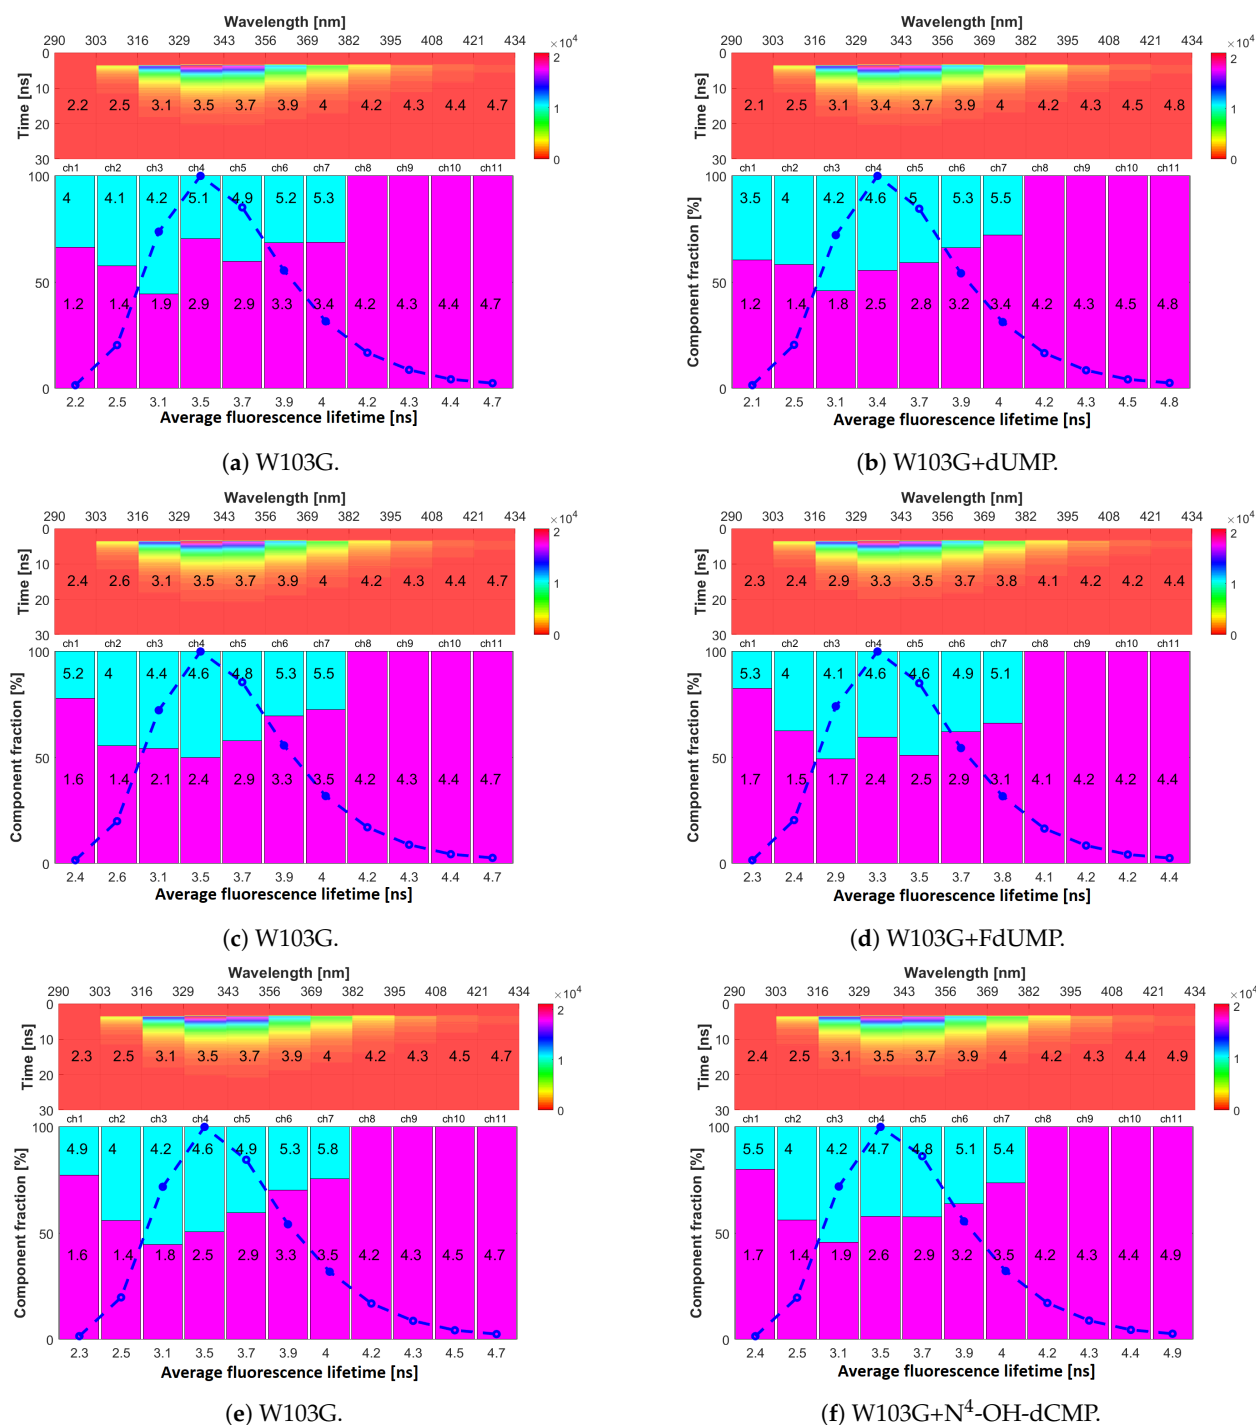 Wavelength [nm]
290 303 316 329 343 356 369 382 395 408 421 434
Time [ns]
0
10
20
30
2.2 2.5 3.1 3.5 3.7 3.9 4 4.2 4.3 4.4 4.7
×10⁴
2
1
0
ch1 ch2 ch3 ch4 ch5 ch6 ch7 ch8 ch9 ch10 ch11
100
50
0
4 4.1 4.2 5.1 4.9 5.2 5.3
1.2 1.4 1.9 2.9 2.9 3.3 3.4 4.2 4.3 4.4 4.7
2.2 2.5 3.1 3.5 3.7 3.9 4 4.2 4.3 4.4 4.7
Average fluorescence lifetime [ns]
(a) W103G.
Wavelength [nm]
290 303 316 329 343 356 369 382 395 408 421 434
Time [ns]
0
10
20
30
2.1 2.5 3.1 3.4 3.7 3.9 4 4.2 4.3 4.5 4.8
×10⁴
2
1
0
ch1 ch2 ch3 ch4 ch5 ch6 ch7 ch8 ch9 ch10 ch11
Component fraction [%]
100
50
0
3.5 4 4.2 4.6 5 5.3 5.5
1.2 1.4 1.8 2.5 2.8 3.2 3.4 4.2 4.3 4.5 4.8
2.1 2.5 3.1 3.4 3.7 3.9 4 4.2 4.3 4.5 4.8
Average fluorescence lifetime [ns]
(b) W103G+dUMP.
Wavelength [nm]
290 303 316 329 343 356 369 382 395 408 421 434
Time [ns]
0
10
20
30
2.4 2.6 3.1 3.5 3.7 3.9 4 4.2 4.3 4.4 4.7
×10⁴
2
1
0
ch1 ch2 ch3 ch4 ch5 ch6 ch7 ch8 ch9 ch10 ch11
Component fraction [%]
100
50
0
5.2 4 4.4 4.6 4.8 5.3 5.5
1.6 1.4 2.1 2.4 2.9 3.3 3.5 4.2 4.3 4.4 4.7
2.4 2.6 3.1 3.5 3.7 3.9 4 4.2 4.3 4.4 4.7
Average fluorescence lifetime [ns]
(c) W103G.
Wavelength [nm]
290 303 316 329 343 356 369 382 395 408 421 434
Time [ns]
0
10
20
30
2.3 2.4 2.9 3.3 3.5 3.7 3.8 4.1 4.2 4.2 4.4
×10⁴
2
1
0
ch1 ch2 ch3 ch4 ch5 ch6 ch7 ch8 ch9 ch10 ch11
Component fraction [%]
100
50
0
5.3 4 4.1 4.6 4.6 4.9 5.1
1.7 1.5 1.7 2.4 2.5 2.9 3.1 4.1 4.2 4.2 4.4
2.3 2.4 2.9 3.3 3.5 3.7 3.8 4.1 4.2 4.2 4.4
Average fluorescence lifetime [ns]
(d) W103G+FdUMP.
Wavelength [nm]
290 303 316 329 343 356 369 382 395 408 421 434
Time [ns]
0
10
20
30
2.3 2.5 3.1 3.5 3.7 3.9 4 4.2 4.3 4.5 4.7
×10⁴
2
1
0
ch1 ch2 ch3 ch4 ch5 ch6 ch7 ch8 ch9 ch10 ch11
Component fraction [%]
100
50
0
4.9 4 4.2 4.6 4.9 5.3 5.8
1.6 1.4 1.8 2.5 2.9 3.3 3.5 4.2 4.3 4.5 4.7
2.3 2.5 3.1 3.5 3.7 3.9 4 4.2 4.3 4.5 4.7
Average fluorescence lifetime [ns]
(e) W103G.
Wavelength [nm]
290 303 316 329 343 356 369 382 395 408 421 434
Time [ns]
0
10
20
30
2.4 2.5 3.1 3.5 3.7 3.9 4 4.2 4.3 4.4 4.9
×10⁴
2
1
0
ch1 ch2 ch3 ch4 ch5 ch6 ch7 ch8 ch9 ch10 ch11
Component fraction [%]
100
50
0
5.5 4 4.2 4.7 4.8 5.1 5.4
1.7 1.4 1.9 2.6 2.9 3.2 3.5 4.2 4.3 4.4 4.9
2.4 2.5 3.1 3.5 3.7 3.9 4 4.2 4.3 4.4 4.9
Average fluorescence lifetime [ns]
(f) W103G+N⁴-OH-dCMP.